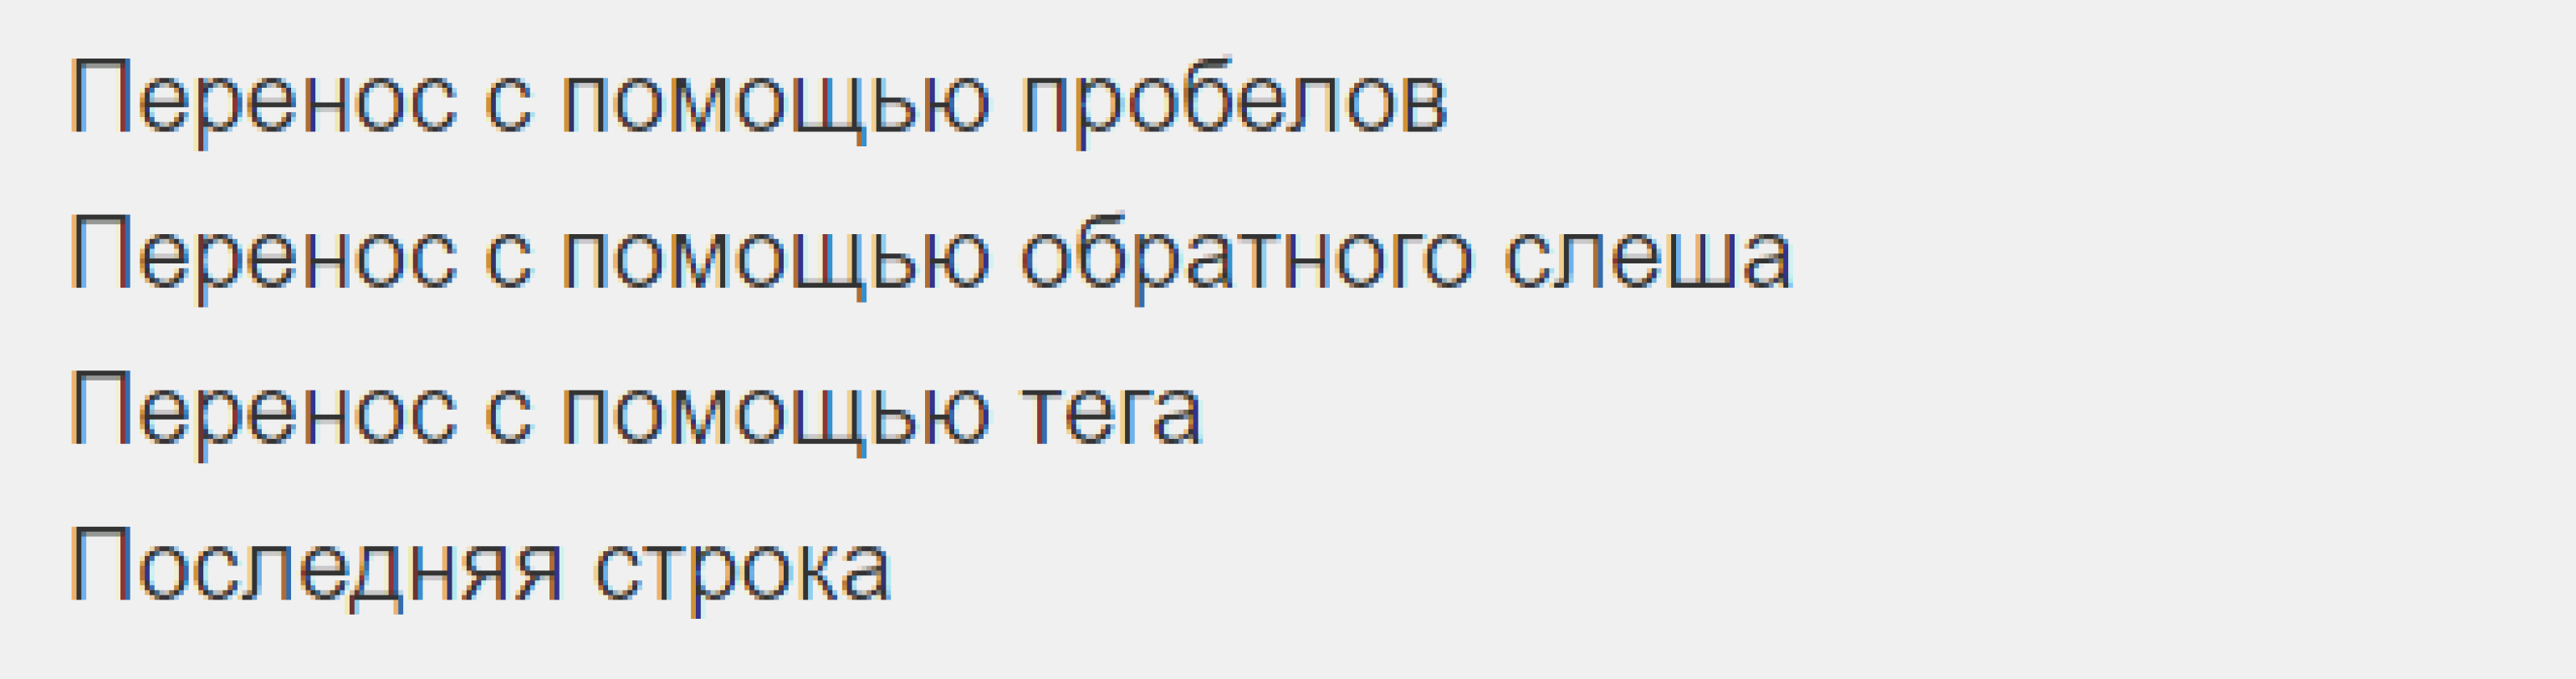 Перенос с помощью пробелов
Перенос с помощью обратного слеша
Перенос с помощью тега
Последняя строка